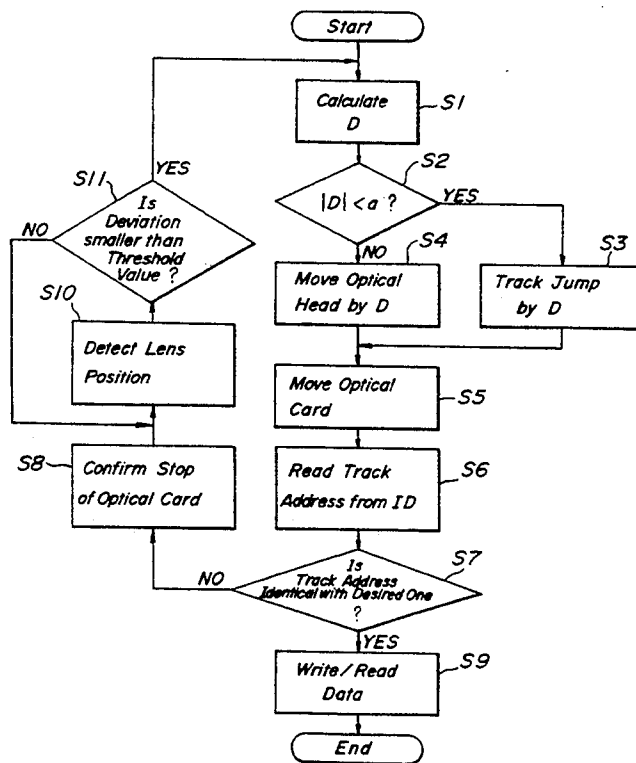 Start
Calculate
D
S1
|D| < a ?
S2
YES
NO
S4
Move Optical
Head by D
S3
Track Jump
by D
Move Optical
Card
S5
Read Track
Address from ID
S6
Is
Track Address
Identical with Desired One
?
S7
NO
YES
Write/Read
Data
S9
End
S8
Confirm Stop
of Optical Card
S10
Detect Lens
Position
S11
Is
Deviation
smaller than
Threshold
Value
?
NO
YES